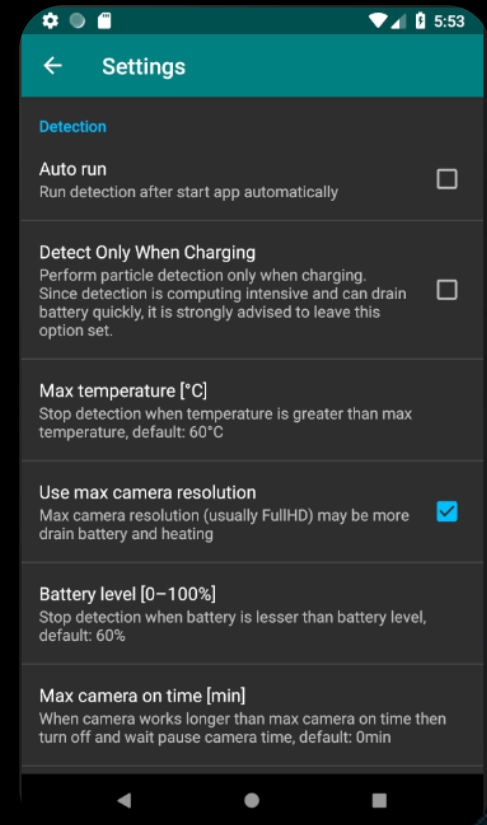 5:53
Settings
Detection
Auto run
Run detection after start app automatically
Detect Only When Charging
Perform particle detection only when charging.
Since detection is computing intensive and can drain
battery quickly, it is strongly advised to leave this
option set.
Max temperature [°C]
Stop detection when temperature is greater than max
temperature, default: 60°C
Use max camera resolution
Max camera resolution (usually FullHD) may be more
drain battery and heating
Battery level [0–100%]
Stop detection when battery is lesser than battery level,
default: 60%
Max camera on time [min]
When camera works longer than max camera on time then
turn off and wait pause camera time, default: 0min